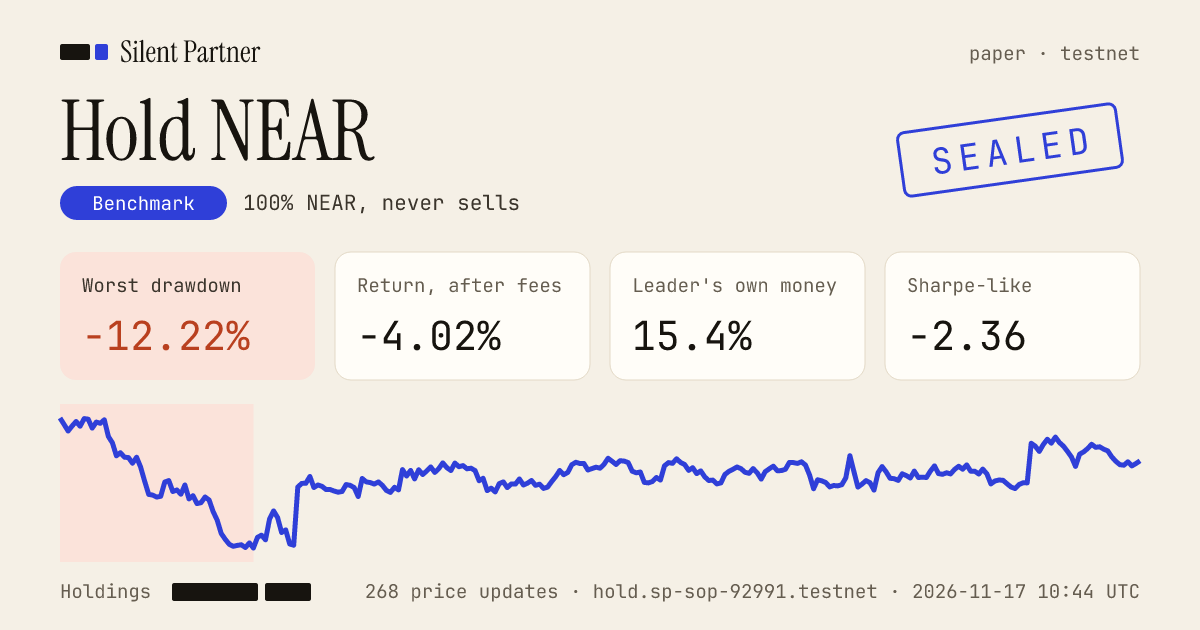 Silent Partner
paper · testnet
Hold NEAR
SEALED
Benchmark
100% NEAR, never sells
Worst drawdown
-12.22%
Return, after fees
-4.02%
Leader's own money
15.4%
Sharpe-like
-2.36
Holdings
268 price updates · hold.sp-sop-92991.testnet · 2026-11-17 10:44 UTC